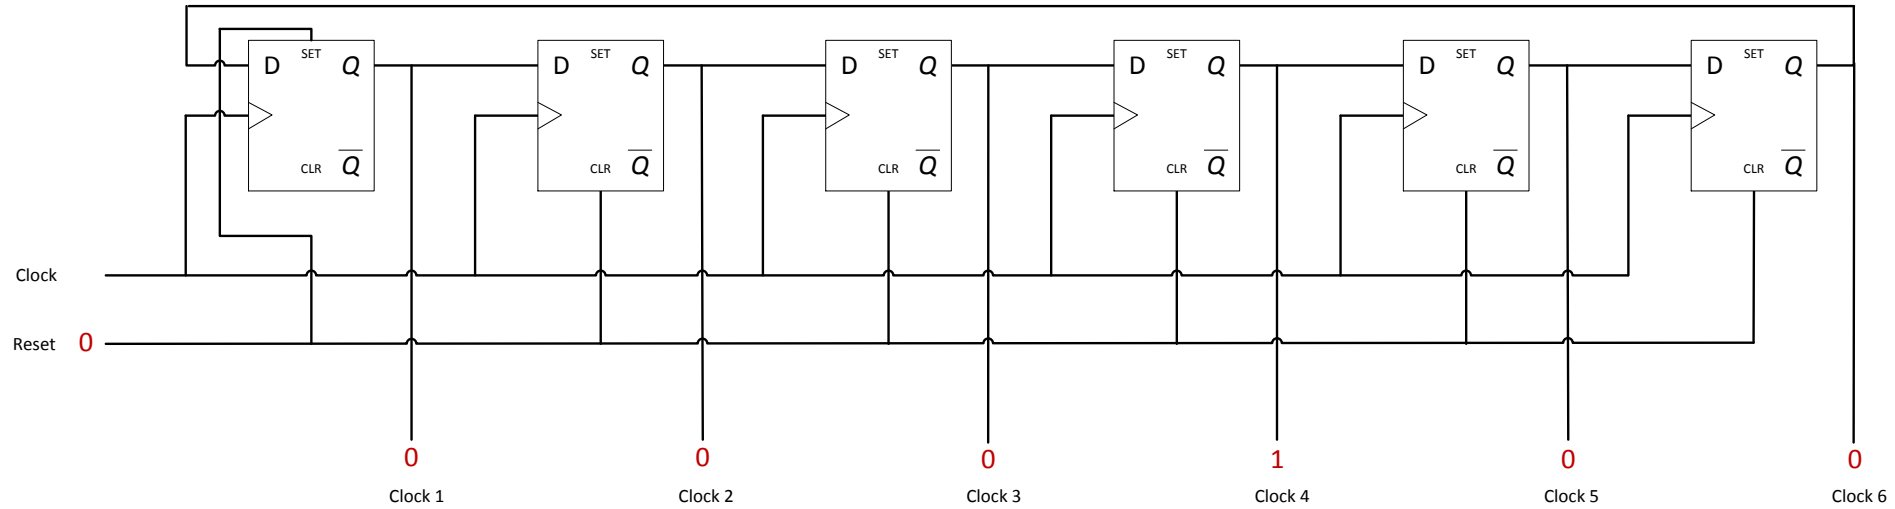 SET SET SET SET SET SET
D Q D Q D Q D Q D Q D Q
CLR Q CLR Q CLR Q CLR Q CLR Q CLR Q
Clock
Reset 0
0 0 0 1 0 0
Clock 1 Clock 2 Clock 3 Clock 4 Clock 5 Clock 6